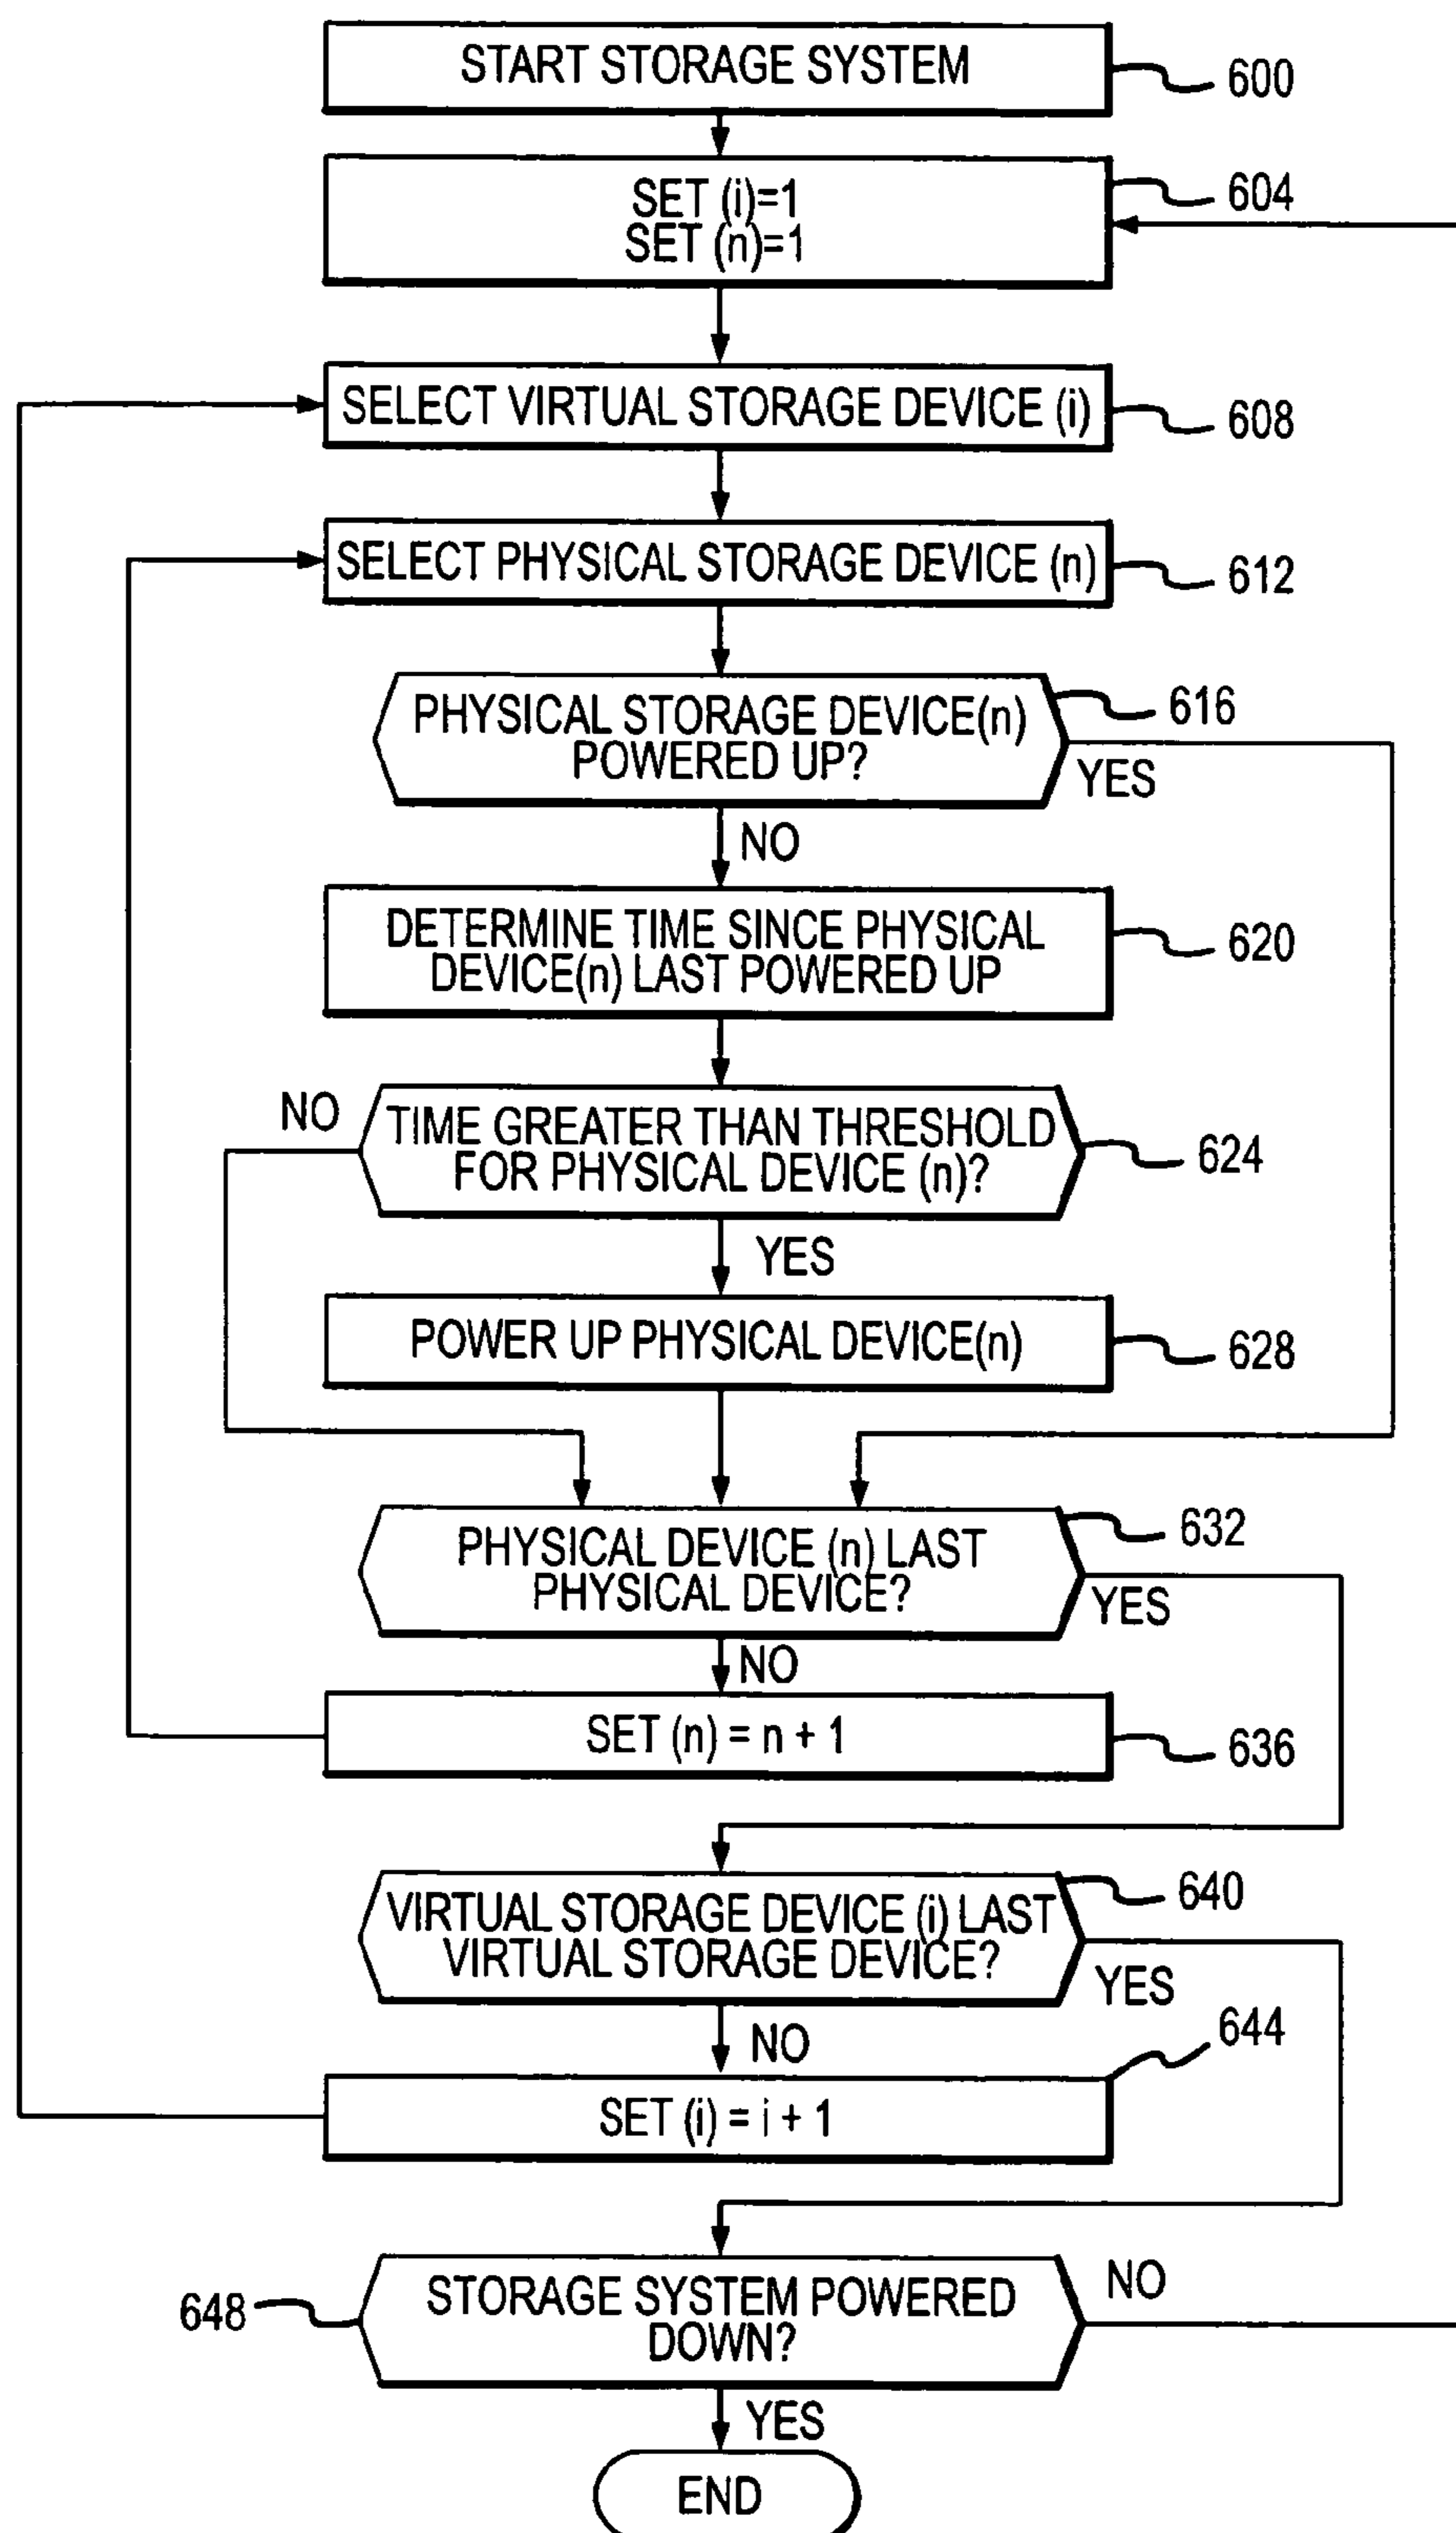 START STORAGE SYSTEM
600
SET (i)=1
SET (n)=1
604
SELECT VIRTUAL STORAGE DEVICE (i)
608
SELECT PHYSICAL STORAGE DEVICE (n)
612
PHYSICAL STORAGE DEVICE(n)
POWERED UP?
616
YES
NO
DETERMINE TIME SINCE PHYSICAL
DEVICE(n) LAST POWERED UP
620
NO
TIME GREATER THAN THRESHOLD
FOR PHYSICAL DEVICE (n)?
624
YES
POWER UP PHYSICAL DEVICE(n)
628
PHYSICAL DEVICE (n) LAST
PHYSICAL DEVICE?
632
YES
NO
SET (n) = n + 1
636
VIRTUAL STORAGE DEVICE (i) LAST
VIRTUAL STORAGE DEVICE?
640
YES
NO
644
SET (i) = i + 1
STORAGE SYSTEM POWERED
DOWN?
648
NO
YES
END